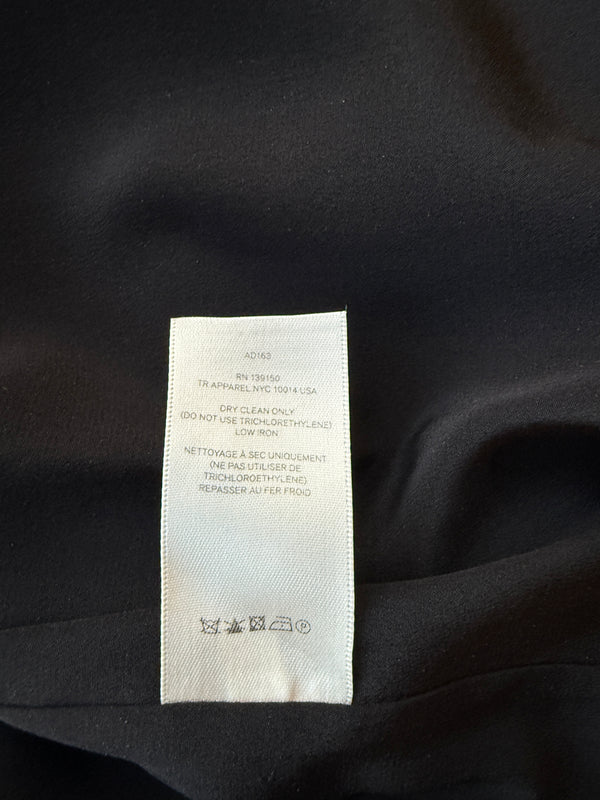 AD163
RN 139150
TR APPAREL NYC 10014 USA
DRY CLEAN ONLY
(DO NOT USE TRICHLORETHYLENE)
LOW IRON
NETTOYAGE À SEC UNIQUEMENT
(NE PAS UTILISER DE
TRICHLOROETHYLENE)
REPASSER AU FER FROID
P